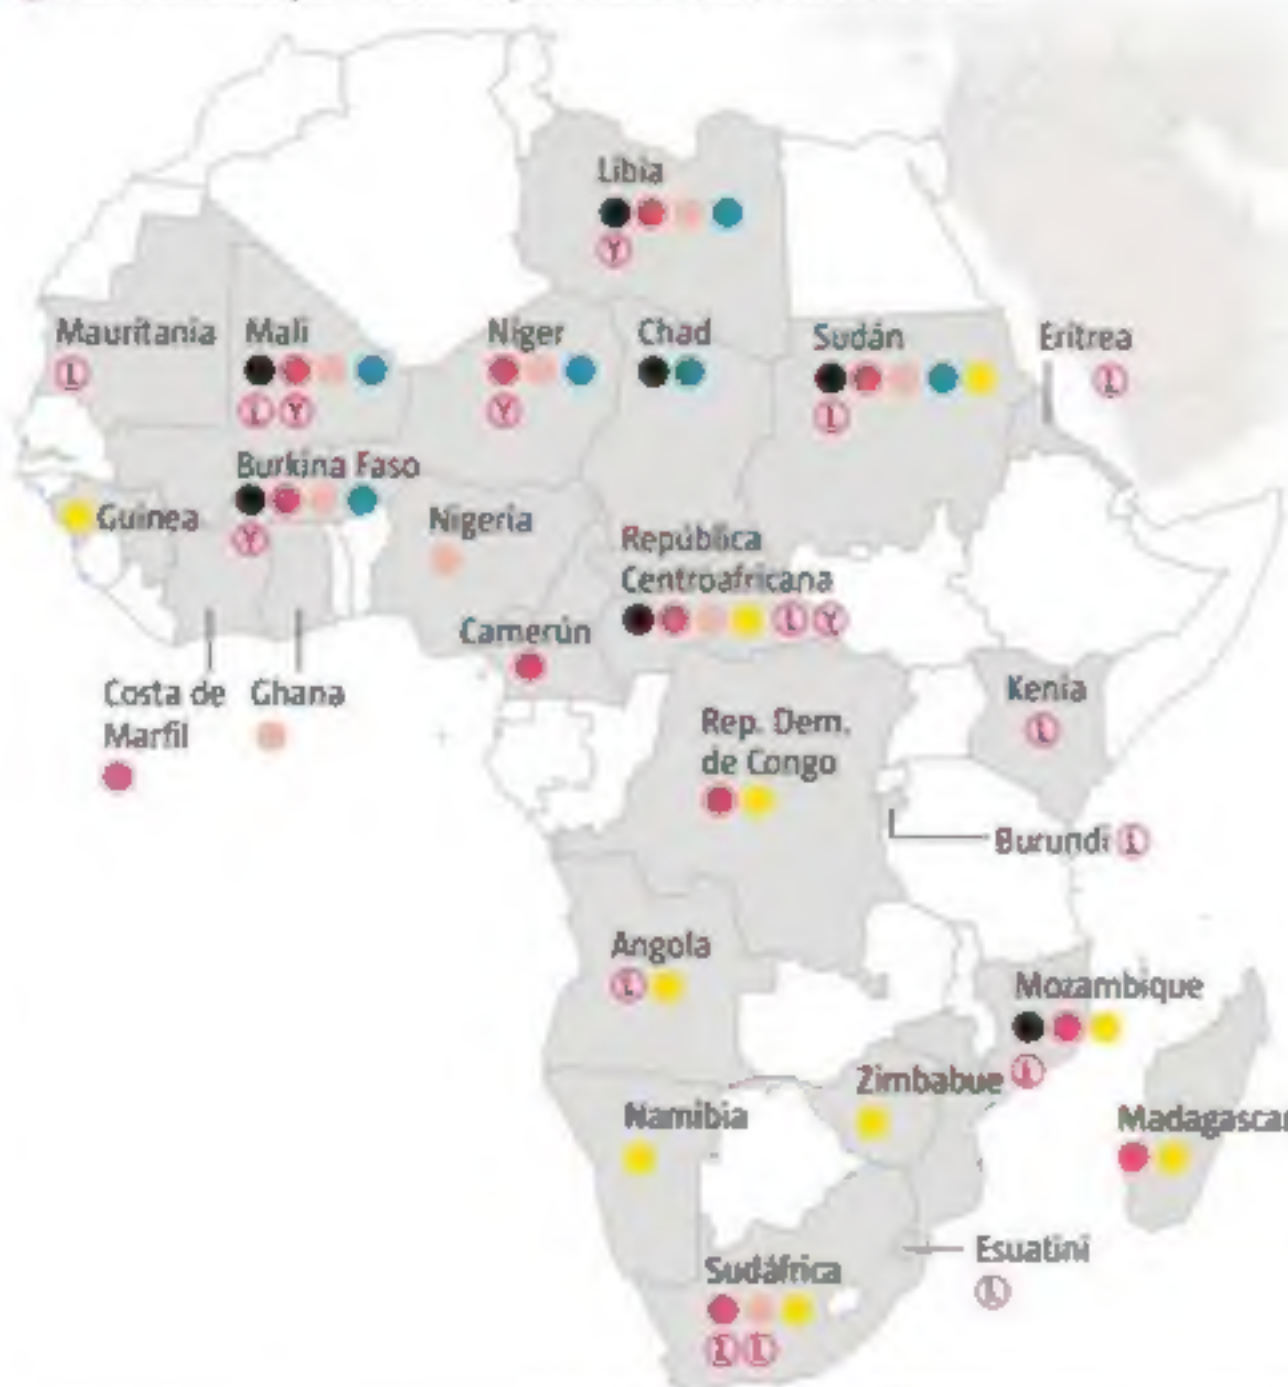 Libia
Y
Mauritania
L
Mali
L Y
Níger
Y
Chad
Sudán
L
Eritrea
L
Burkina Faso
Y
Guinea
Nigeria
República
Centroafricana
L Y
Camerún
Costa de
Marfil
Ghana
Rep. Dem.
de Congo
Kenia
L
Burundi L
Angola
L
Mozambique
L
Zimbabue
Namibia
Madagascar
Esuatini
L
Sudáfrica
L L